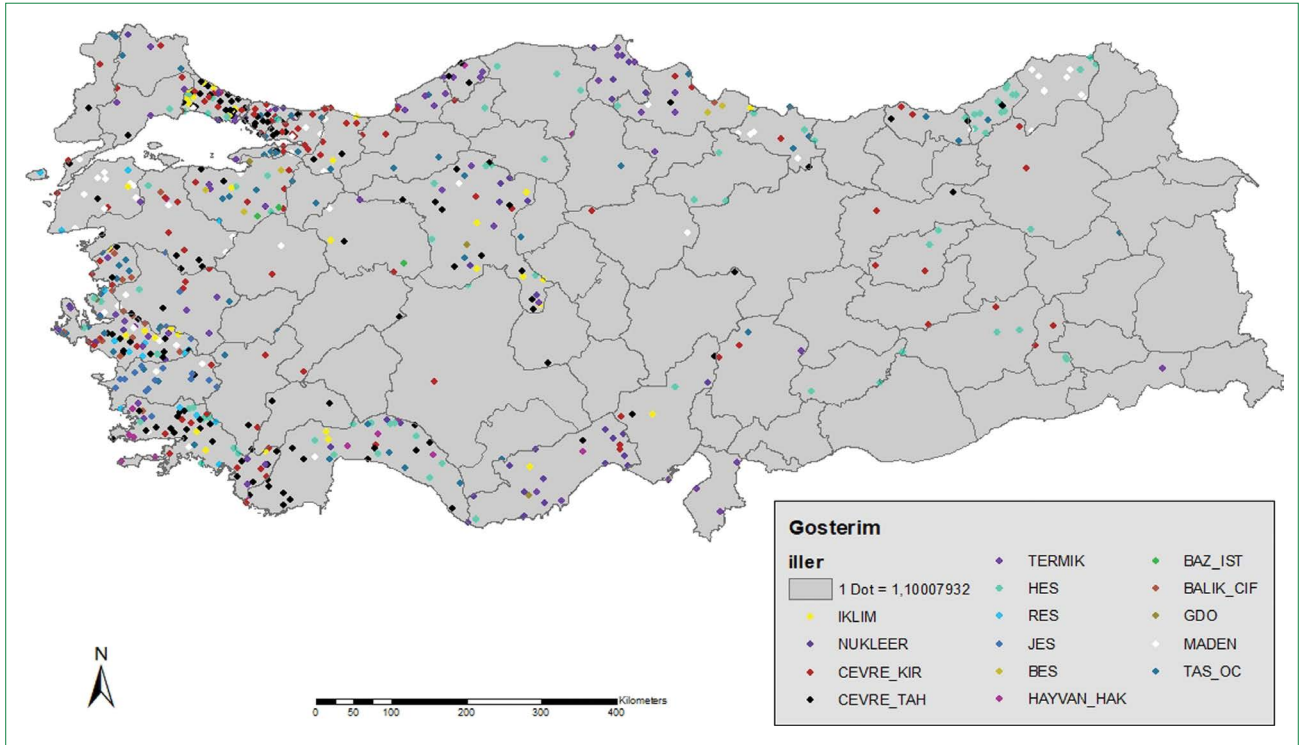 N
0 50 100 200 300 400
Kilometers
Gosterim
iller
1 Dot = 1,10007932
IKLIM
NUKLEER
CEVRE_KIR
CEVRE_TAH
TERMIK
HES
RES
JES
BES
HAYVAN_HAK
BAZ_IST
BALIK_CIF
GDO
MADEN
TAS_OC